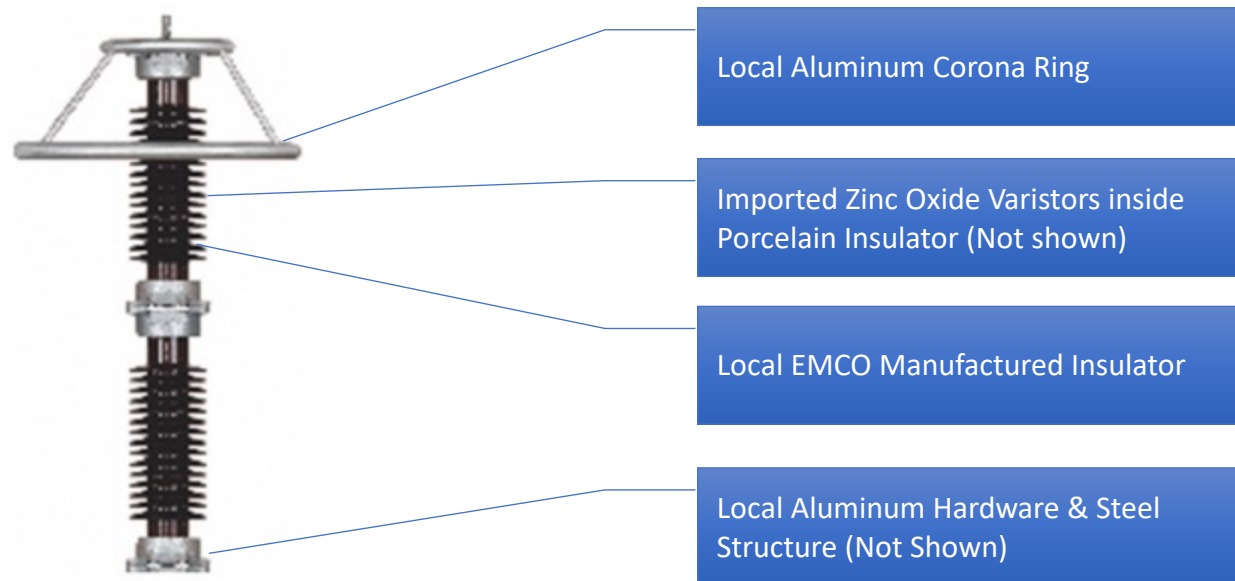 Local Aluminum Corona Ring
Imported Zinc Oxide Varistors inside
Porcelain Insulator (Not shown)
Local EMCO Manufactured Insulator
Local Aluminum Hardware & Steel
Structure (Not Shown)